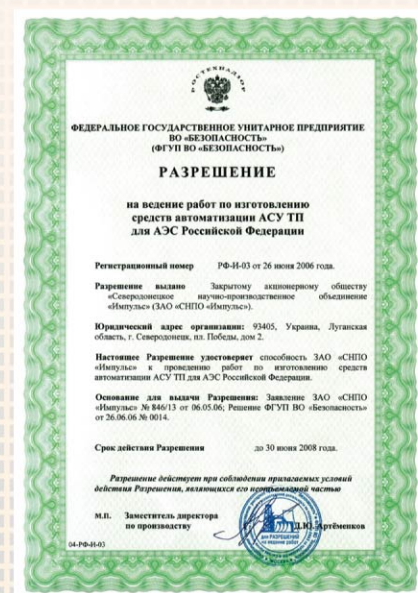 РОСТЕХНАДЗОР
ФЕДЕРАЛЬНОЕ ГОСУДАРСТВЕННОЕ УНИТАРНОЕ ПРЕДПРИЯТИЕ
ВО «БЕЗОПАСНОСТЬ»
(ФГУП ВО «БЕЗОПАСНОСТЬ»)
РАЗРЕШЕНИЕ
на ведение работ по изготовлению
средств автоматизации АСУ ТП
для АЭС Российской Федерации
Регистрационный номер РФ-И-03 от 26 июня 2006 года.
Разрешение выдано Закрытому акционерному обществу
«Северодонецкое научно-производственное объединение
«Импульс» (ЗАО «СНПО «Импульс»).
Юридический адрес организации: 93405, Украина, Луганская
область, г. Северодонецк, пл. Победы, дом 2.
Настоящее Разрешение удостоверяет способность ЗАО «СНПО
«Импульс» к проведению работ по изготовлению средств
автоматизации АСУ ТП для АЭС Российской Федерации.
Основание для выдачи Разрешения: Заявление ЗАО «СНПО
«Импульс» № 846/13 от 06.05.06; Решение ФГУП ВО «Безопасность»
от 26.06.06 № 0014.
Срок действия Разрешения до 30 июня 2008 года.
Разрешение действует при соблюдении прилагаемых условий
действия Разрешения, являющихся его неотъемлемой частью
М.П. Заместитель директора
по производству Д.Ю. Артёменков
для РАЗРЕШЕНИЙ
04-РФ-И-03